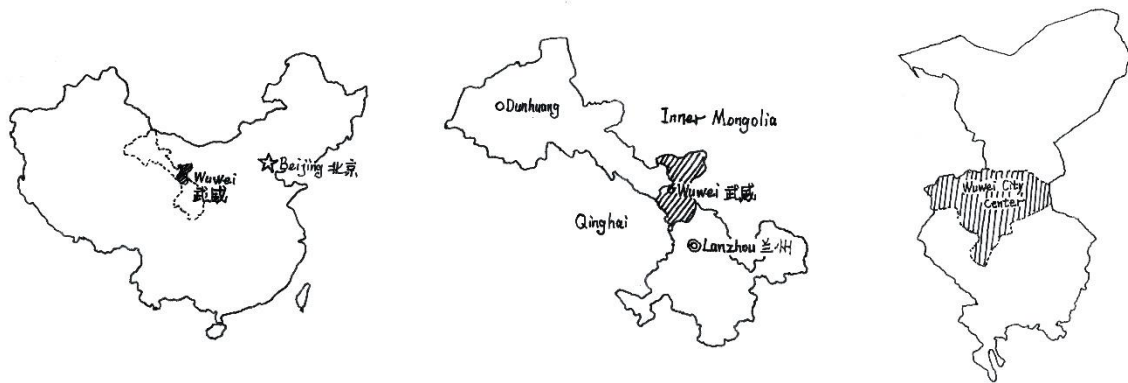 Beijing 北京
Wuwei
武威
Dunhuang
Inner Mongolia
Wuwei 武威
Qinghai
Lanzhou 兰州
Wuwei City
Center